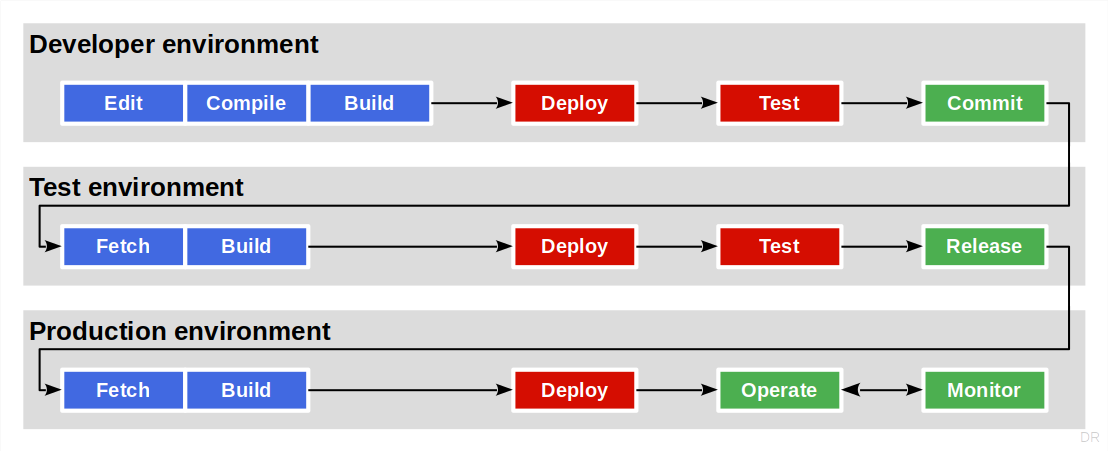 Developer environment
Edit Compile Build Deploy Test Commit
Test environment
Fetch Build Deploy Test Release
Production environment
Fetch Build Deploy Operate Monitor
DR